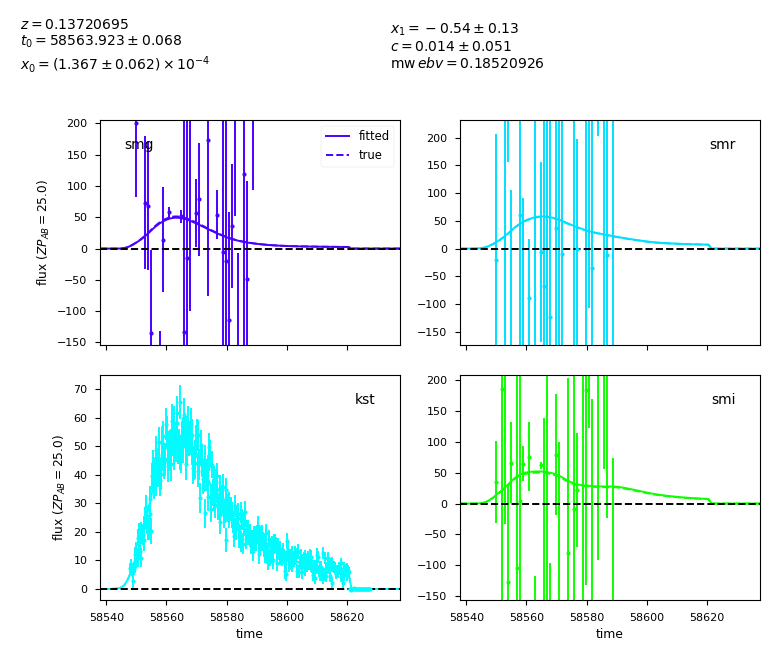 z = 0.13720695
t₀ = 58563.923 ± 0.068
x₀ = (1.367 ± 0.062) × 10⁻⁴
x₁ = −0.54 ± 0.13
c = 0.014 ± 0.051
mw ebv = 0.18520926
200
150
100
50
0
−50
−100
−150
flux (ZP_AB = 25.0)
smg
fitted
true
200
150
100
50
0
−50
−100
−150
smr
70
60
50
40
30
20
10
0
flux (ZP_AB = 25.0)
kst
58540 58560 58580 58600 58620
time
200
150
100
50
0
−50
−100
−150
smi
58540 58560 58580 58600 58620
time